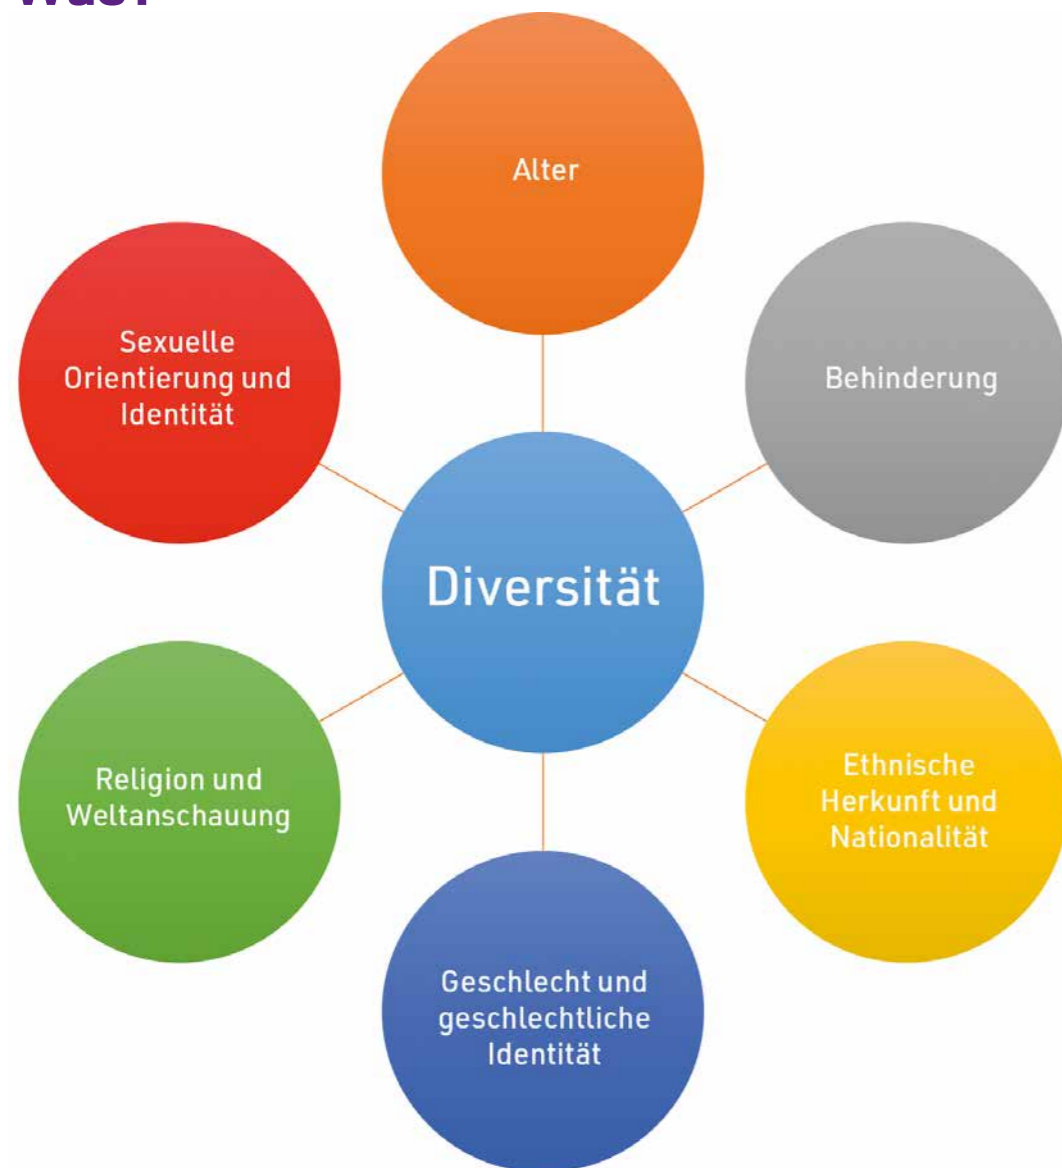 Alter
Sexuelle
Orientierung und
Identität
Behinderung
Diversität
Religion und
Weltanschauung
Ethnische
Herkunft und
Nationalität
Geschlecht und
geschlechtliche
Identität